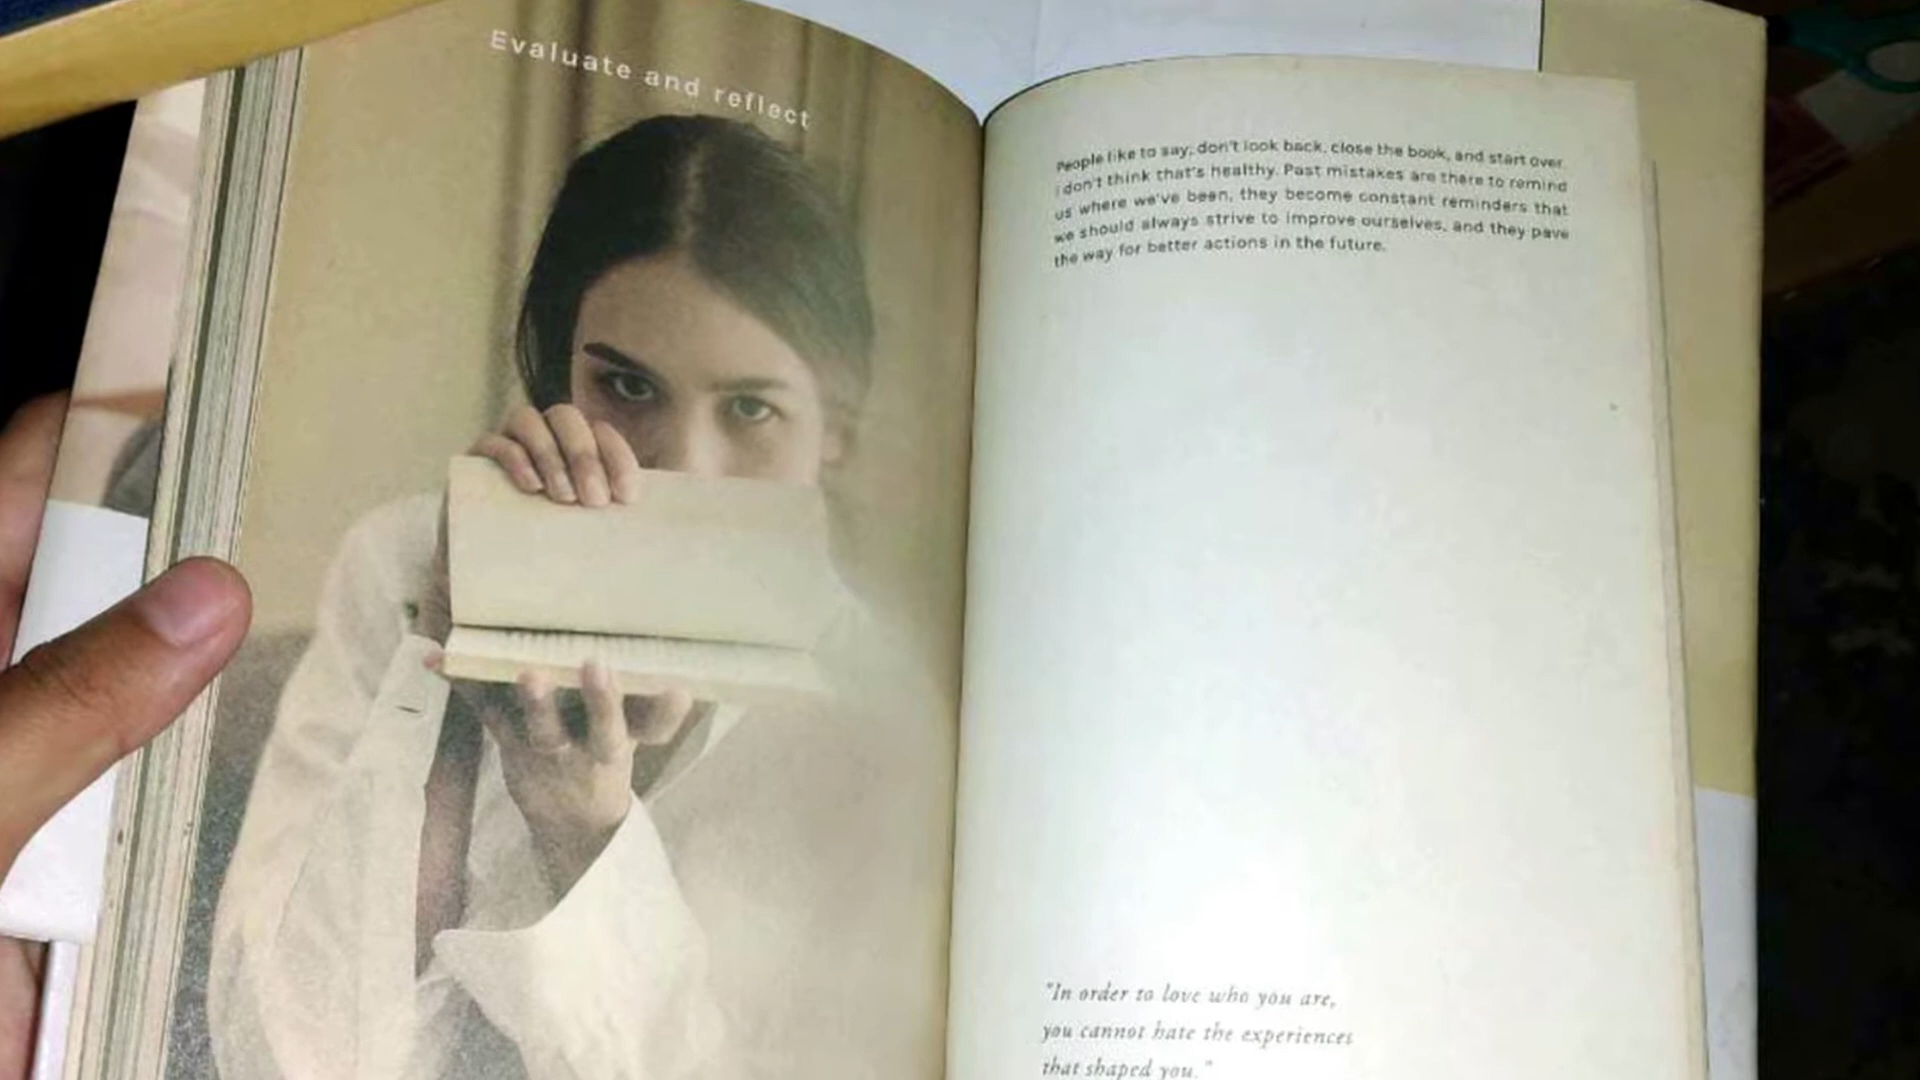 Evaluate and reflect
People like to say, don't look back, close the book, and start over.
i don't think that's healthy. Past mistakes are there to remind
us where we've been, they become constant reminders that
we should always strive to improve ourselves, and they pave
the way for better actions in the future.
"In order to love who you are,
you cannot hate the experiences
that shaped you."